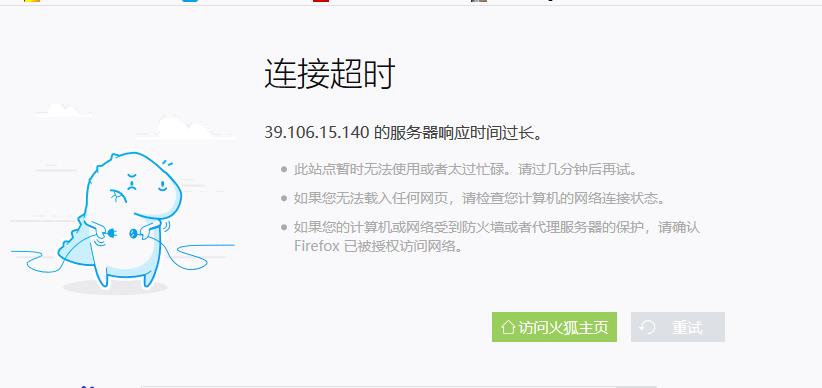 连接超时
39.106.15.140 的服务器响应时间过长。
此站点暂时无法使用或者太过忙碌。请过几分钟后再试。
如果您无法载入任何网页，请检查您计算机的网络连接状态。
如果您的计算机或网络受到防火墙或者代理服务器的保护，请确认
Firefox 已被授权访问网络。
访问火狐主页
重试